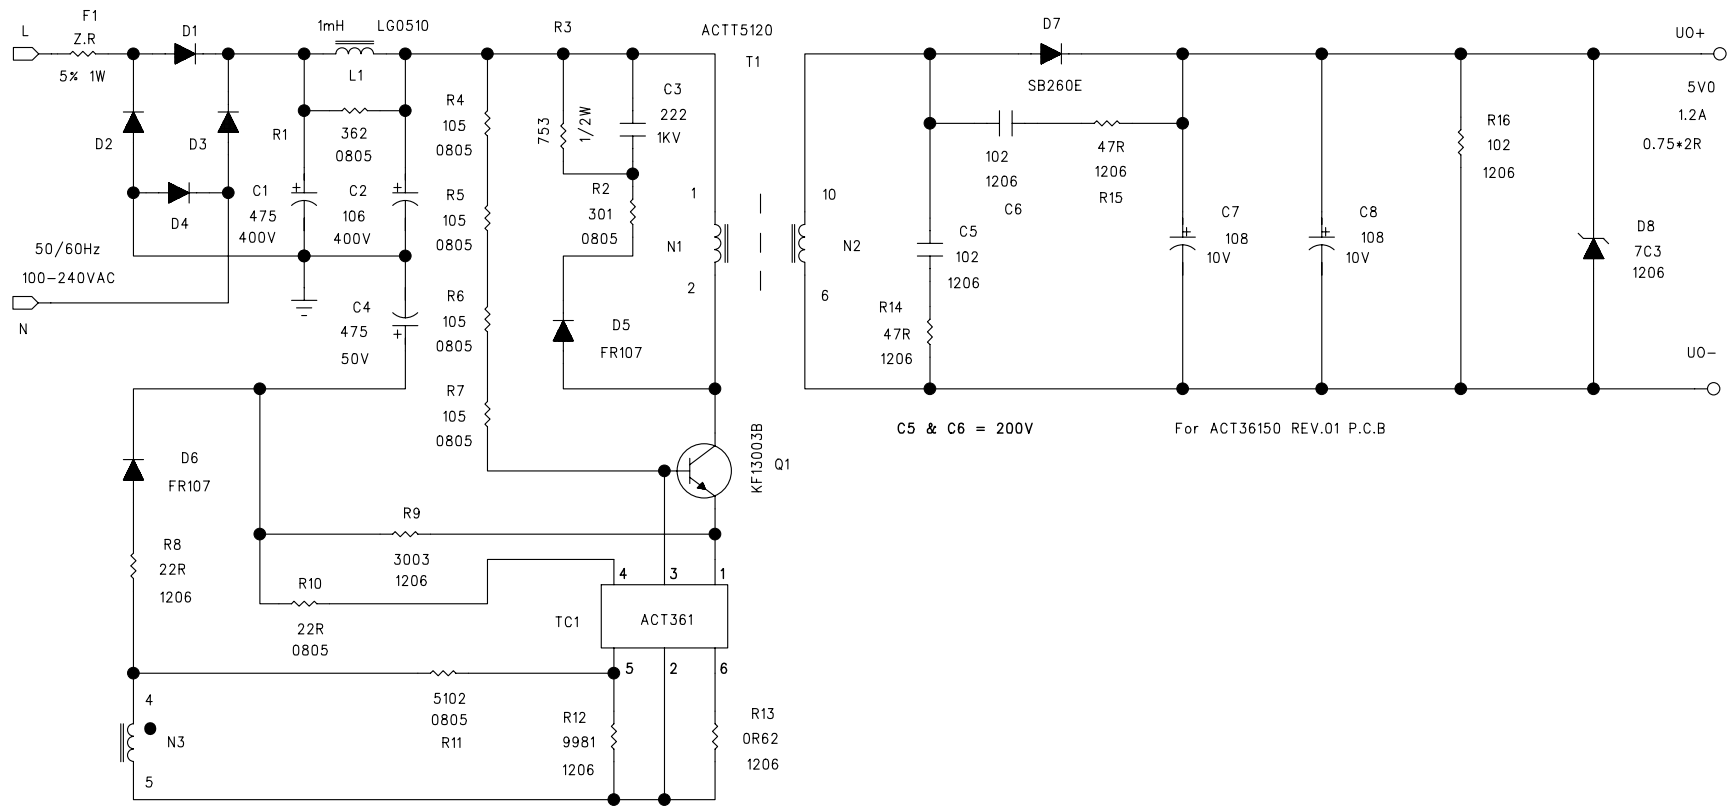 F1
L
Z.R
5% 1W
D1
1mH
LG0510
L1
R3
ACTT5120
T1
D7
SB260E
UO+
5V0
1.2A
0.75*2R
D2
D3
R1
362
0805
R4
105
0805
753
1/2W
C3
222
1KV
102
1206
C6
47R
1206
R15
R16
102
1206
D4
C1
475
400V
C2
106
400V
R5
105
0805
R2
301
0805
1
N1
2
10
N2
6
C5
102
1206
C7
108
10V
C8
108
10V
D8
7C3
1206
50/60Hz
100-240VAC
N
C4
475
50V
R6
105
0805
D5
FR107
R14
47R
1206
UO-
R7
105
0805
C5 & C6 = 200V
For ACT36150 REV.01 P.C.B
D6
FR107
KF13003B
Q1
R9
3003
1206
R8
22R
1206
R10
22R
0805
4
3
1
TC1
ACT361
5
2
6
5102
0805
R11
4
N3
5
R12
9981
1206
R13
0R62
1206